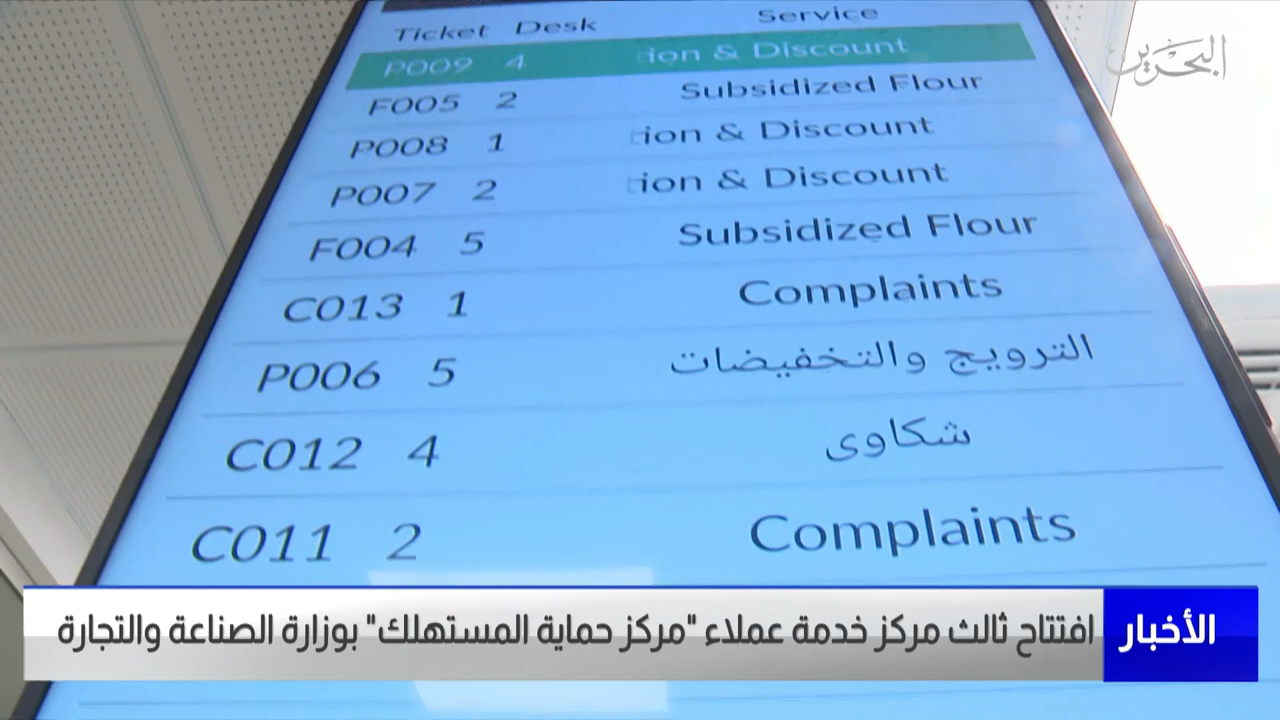 Ticket Desk Service
P009 4 ion & Discount
البحرين
F005 2 Subsidized Flour
P008 1 tion & Discount
P007 2 tion & Discount
F004 5 Subsidized Flour
C013 1 Complaints
P006 5 الترويج والتخفيضات
C012 4 شكاوى
C011 2 Complaints
الأخبار
افتتاح ثالث مركز خدمة عملاء "مركز حماية المستهلك" بوزارة الصناعة والتجارة